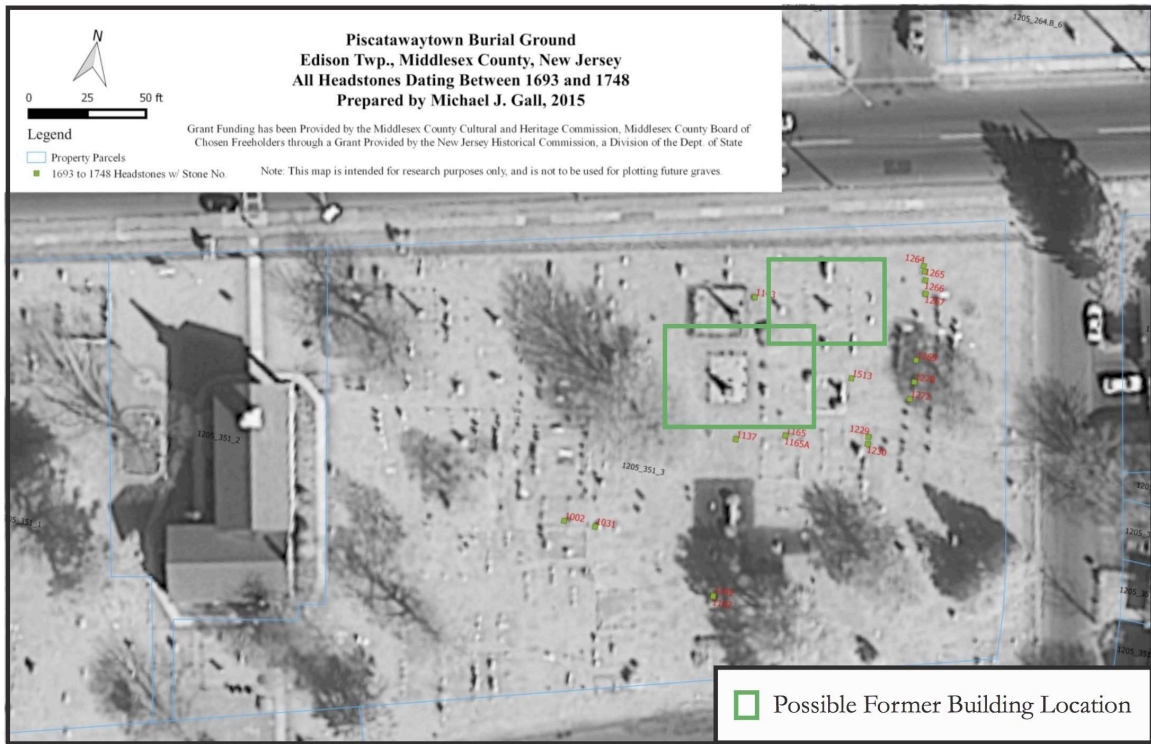 N
0 25 50 ft
Legend
Property Parcels
1693 to 1748 Headstones w/ Stone No.
Piscatawaytown Burial Ground
Edison Twp., Middlesex County, New Jersey
All Headstones Dating Between 1693 and 1748
Prepared by Michael J. Gall, 2015
Grant Funding has been Provided by the Middlesex County Cultural and Heritage Commission, Middlesex County Board of
Chosen Freeholders through a Grant Provided by the New Jersey Historical Commission, a Division of the Dept. of State
Note: This map is intended for research purposes only, and is not to be used for plotting future graves.
1205_264.B_6
1264
1265
1266
1267
1513
1229
1230
1137
1165
1165A
1205_351_2
1205_351_3
1002
1031
Possible Former Building Location